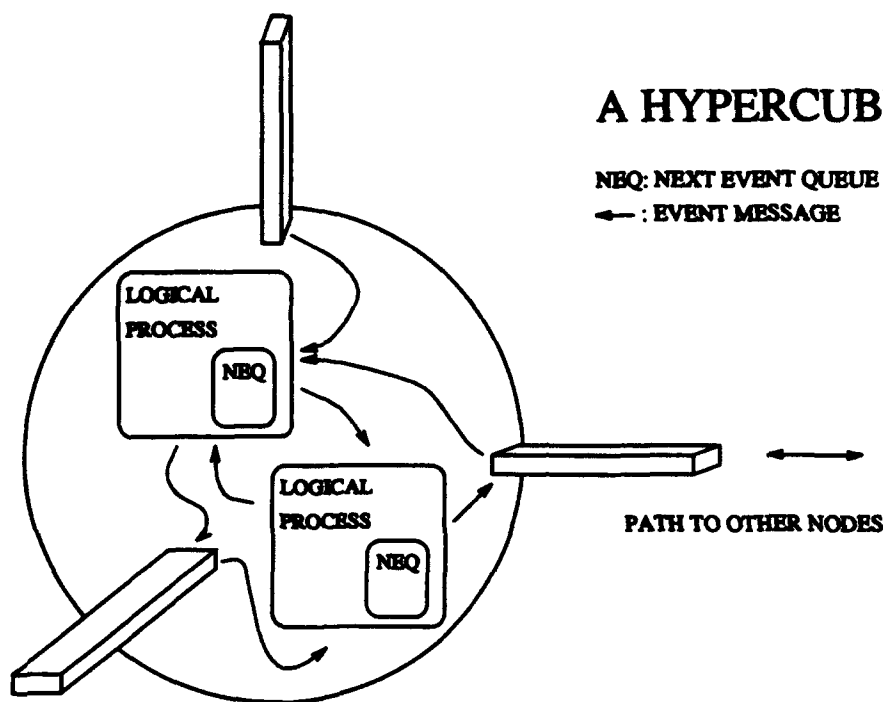 A HYPERCUB
NEQ: NEXT EVENT QUEUE
: EVENT MESSAGE
LOGICAL
PROCESS
NEQ
LOGICAL
PROCESS
NEQ
PATH TO OTHER NODES